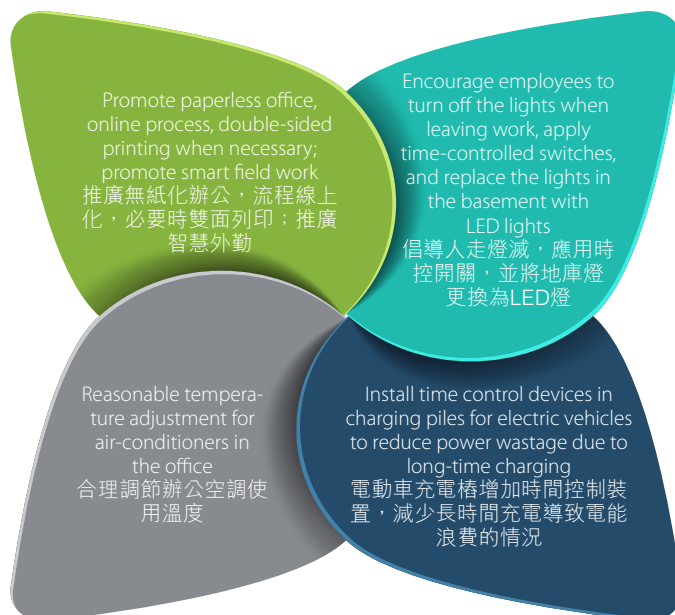 Promote paperless office,
online process, double-sided
printing when necessary;
promote smart field work
推廣無紙化辦公，流程線上
化，必要時雙面列印；推廣
智慧外勤
Encourage employees to
turn off the lights when
leaving work, apply
time-controlled switches,
and replace the lights in
the basement with
LED lights
倡導人走燈滅，應用時
控開關，並將地庫燈
更換為LED燈
Reasonable tempera-
ture adjustment for
air-conditioners in
the office
合理調節辦公空調使
用溫度
Install time control devices in
charging piles for electric vehicles
to reduce power wastage due to
long-time charging
電動車充電樁增加時間控制裝
置，減少長時間充電導致電能
浪費的情況